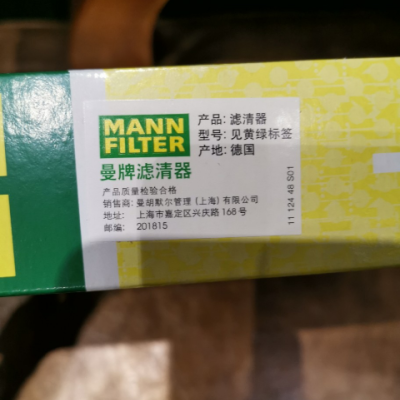 MANN
FILTER
曼牌滤清器
产品: 滤清器
型号: 见黄绿标签
产地: 德国
产品质量检验合格
销售商: 曼胡默尔管理 (上海) 有限公司
地址: 上海市嘉定区兴庆路 168 号
邮编: 201815
11 124 48 S01